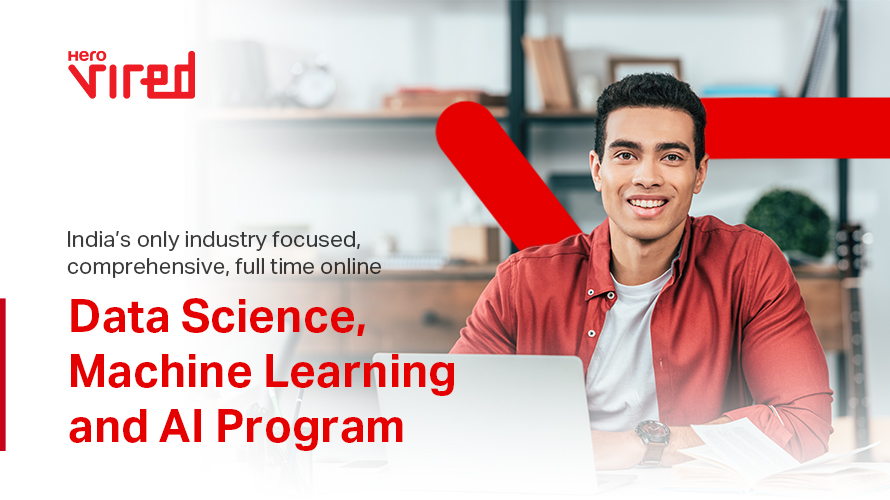 Hero
vired
India's only industry focused,
comprehensive, full time online
Data Science,
Machine Learning
and AI Program